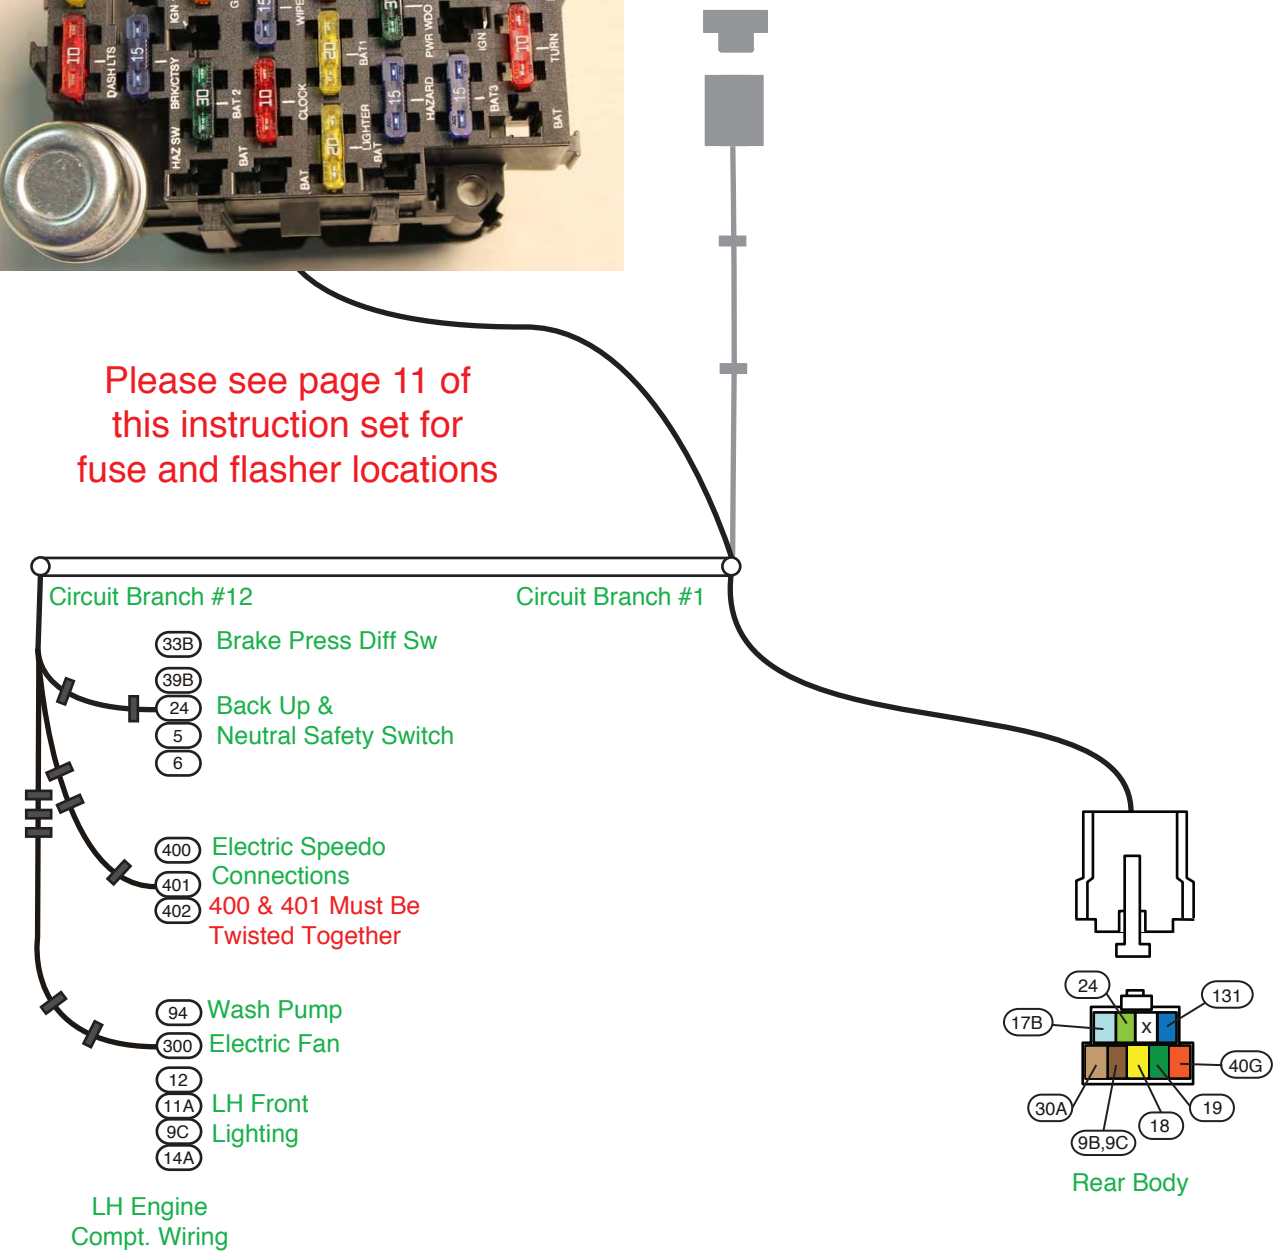 10
DASH LTS
15
BRK/CTSY
IGN
HAZ SW
30
BAT 2
BAT
15
10
CLOCK
WIPE
BAT
20
BAT1
20
LIGHTER
BAT
15
HAZARD
PWR WDO
15
IGN
BAT3
10
TURN
BAT
Please see page 11 of
this instruction set for
fuse and flasher locations
Circuit Branch #12
Circuit Branch #1
33B
Brake Press Diff Sw
39B
24
Back Up &
5
Neutral Safety Switch
6
400
Electric Speedo
401
Connections
402
400 & 401 Must Be
Twisted Together
94
Wash Pump
300
Electric Fan
12
11A
LH Front
9C
Lighting
14A
LH Engine
Compt. Wiring
24
131
17B
x
40G
30A
19
18
9B,9C
Rear Body